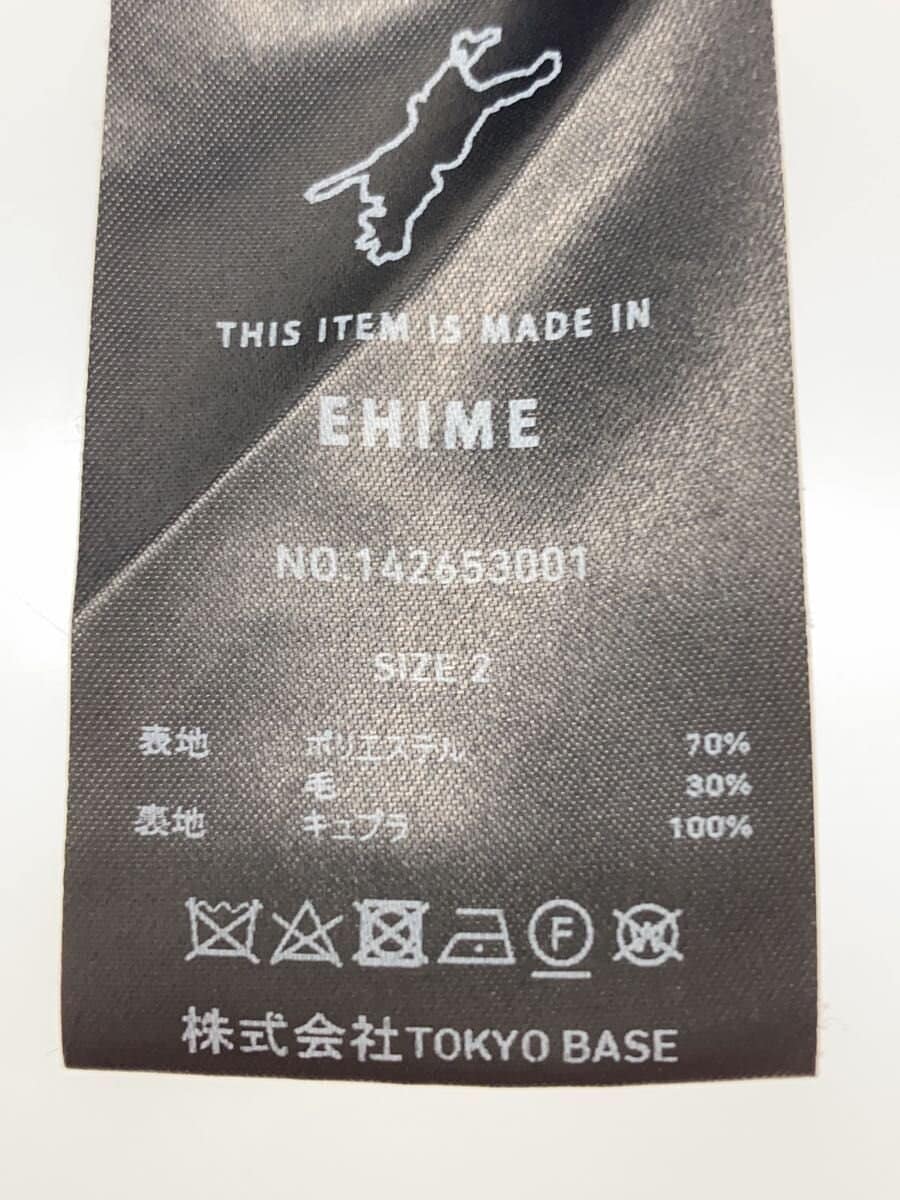 THIS ITEM IS MADE IN
EHIME
NO.142653001
SIZE 2
表地 ポリエステル 70%
毛 30%
裏地 キュプラ 100%
F W
株式会社TOKYO BASE